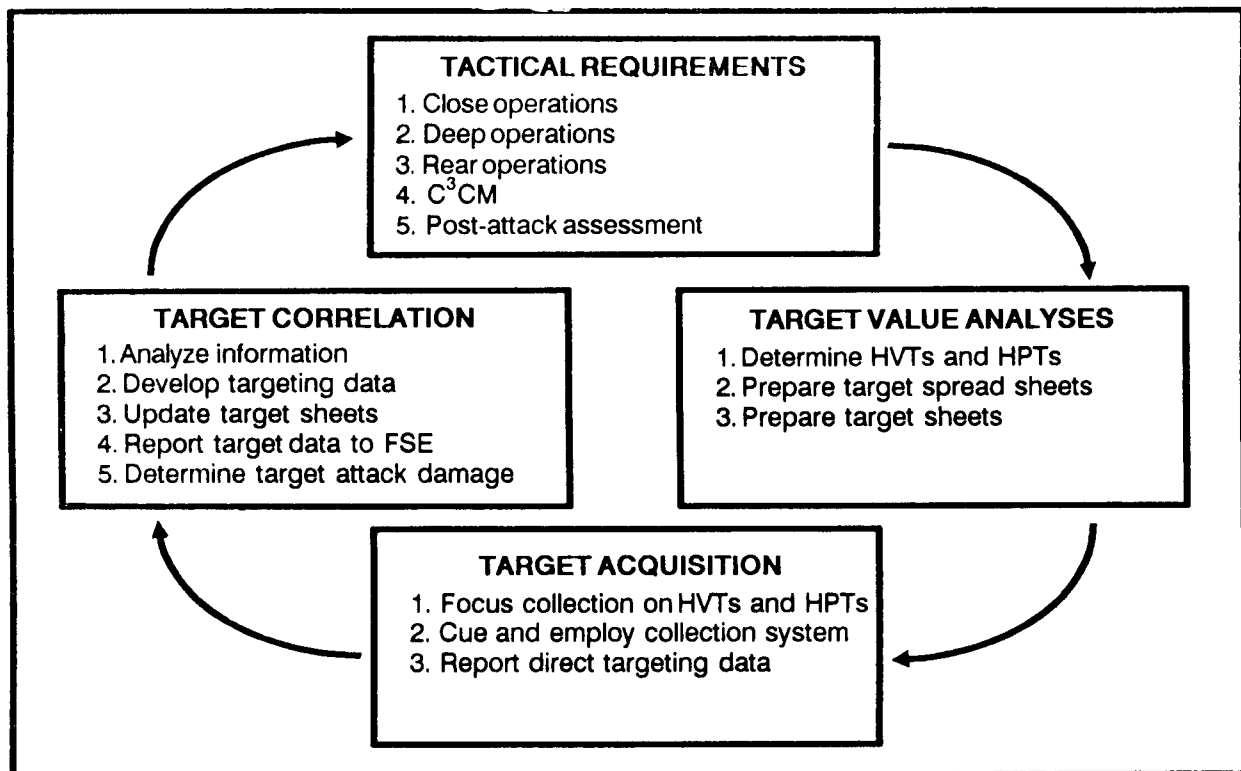 TACTICAL REQUIREMENTS
1. Close operations
2. Deep operations
3. Rear operations
4. C³CM
5. Post-attack assessment
TARGET CORRELATION
1. Analyze information
2. Develop targeting data
3. Update target sheets
4. Report target data to FSE
5. Determine target attack damage
TARGET VALUE ANALYSES
1. Determine HVTs and HPTs
2. Prepare target spread sheets
3. Prepare target sheets
TARGET ACQUISITION
1. Focus collection on HVTs and HPTs
2. Cue and employ collection system
3. Report direct targeting data